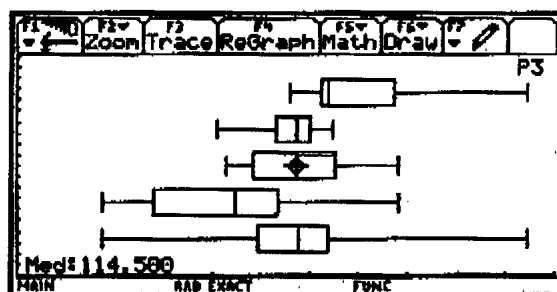 F1 F2 F3 F4 F5 F6 F7
Zoom Trace ReGraph Math Draw
P3
Med:114.500
MAIN RAD EXACT FUNC